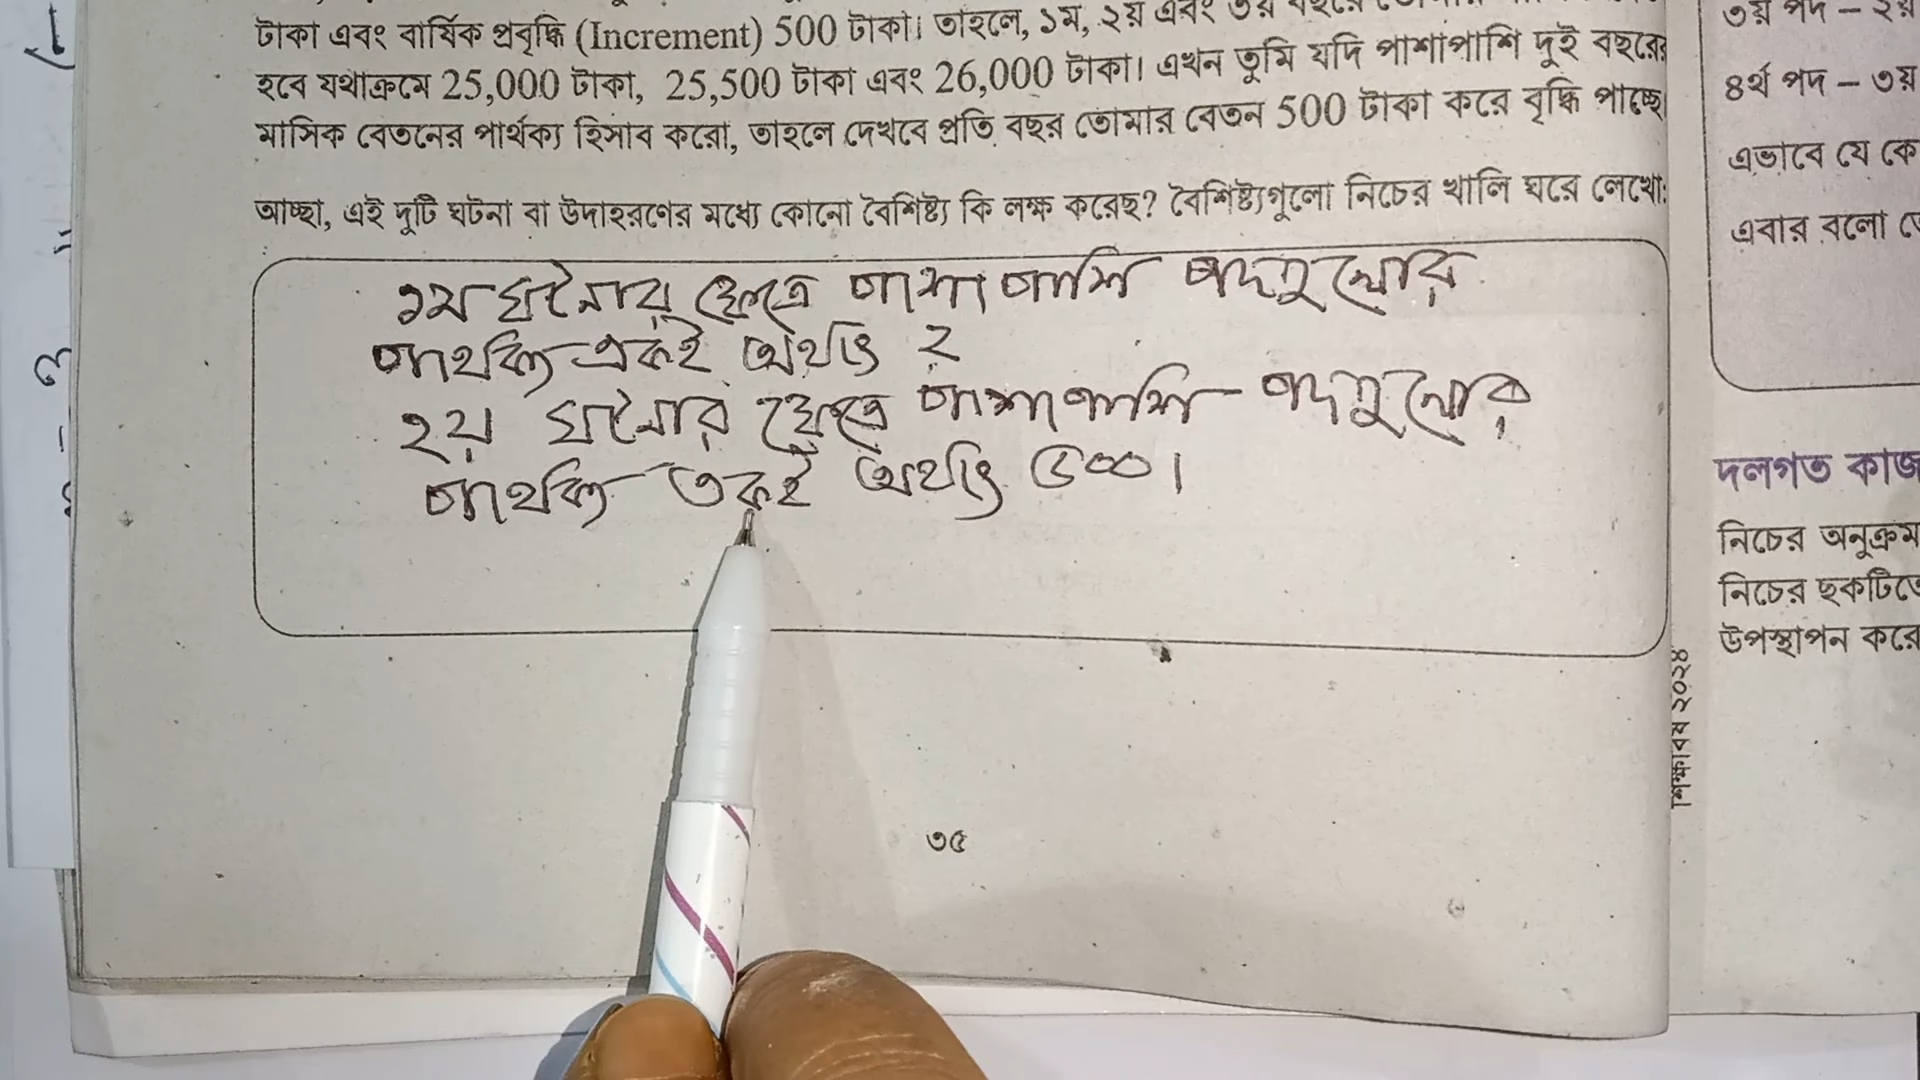 টাকা এবং বার্ষিক প্রবৃদ্ধি (Increment) 500 টাকা। তাহলে, ১ম, ২য় এবং ৩য় বছরে
হবে যথাক্রমে 25,000 টাকা, 25,500 টাকা এবং 26,000 টাকা। এখন তুমি যদি পাশাপাশি দুই বছরের
মাসিক বেতনের পার্থক্য হিসাব করো, তাহলে দেখবে প্রতি বছর তোমার বেতন 500 টাকা করে বৃদ্ধি পাচ্ছে।
আচ্ছা, এই দুটি ঘটনা বা উদাহরণের মধ্যে কোনো বৈশিষ্ট্য কি লক্ষ করেছ? বৈশিষ্ট্যগুলো নিচের খালি ঘরে লেখো:
১ম ঘটনার ক্ষেত্রে পাশাপাশি পদগুলোর
পার্থক্য একই অর্থাৎ ২
২য় ঘটনার ক্ষেত্রে পাশাপাশি পদগুলোর
পার্থক্য একই অর্থাৎ ৫০০।
৩৫
শিক্ষাবর্ষ ২০২৪
৩য় পদ – ২য়
৪র্থ পদ – ৩য়
এভাবে যে কে
এবার বলো
দলগত কাজ
নিচের অনুক্রম
নিচের ছকটিতে
উপস্থাপন করে